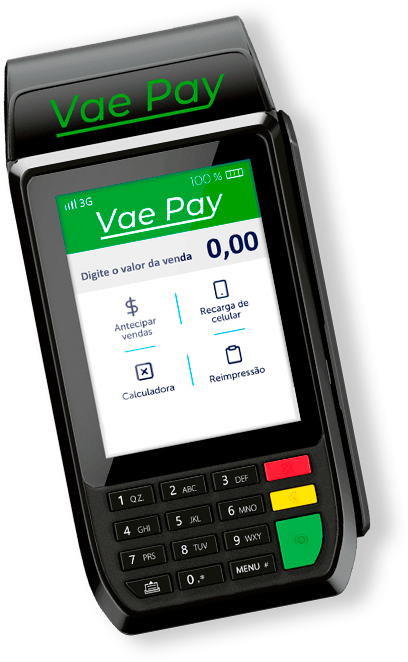 Vae Pay
3G
100 %
Vae Pay
Digite o valor da venda 0,00
Antecipar
vendas
Recarga de
celular
Calculadora
Reimpressão
1 QZ. 2 ABC 3 DEF
4 GHI 5 JKL 6 MNO
7 PRS 8 TUV 9 WXY
0 .* MENU #